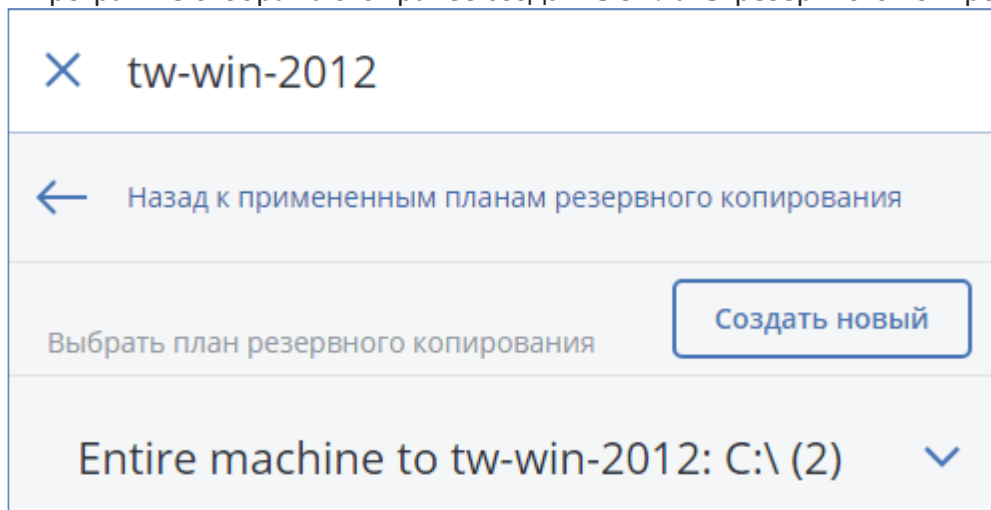 tw-win-2012
Назад к примененным планам резервного копирования
Создать новый
Выбрать план резервного копирования
Entire machine to tw-win-2012: C:\ (2)